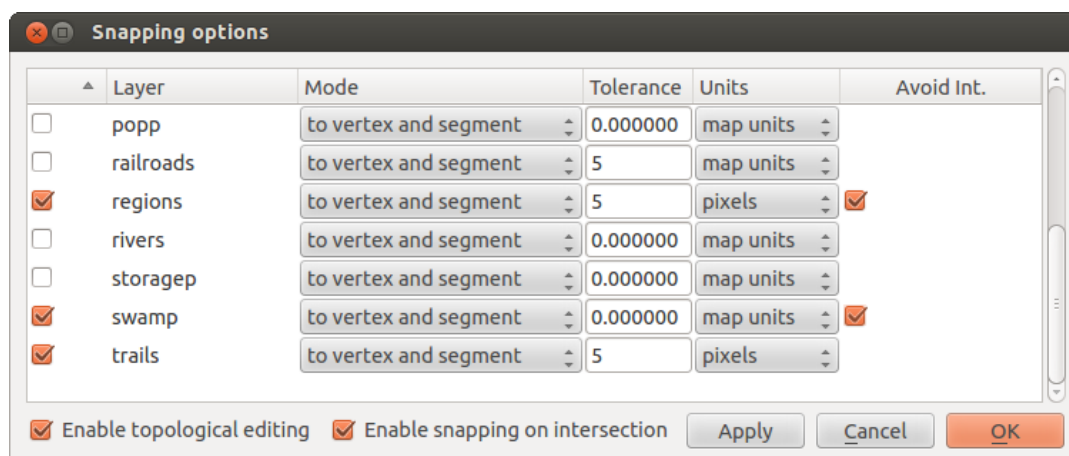 Snapping options
Layer Mode Tolerance Units Avoid Int.
popp to vertex and segment 0.000000 map units
railroads to vertex and segment 5 map units
regions to vertex and segment 5 pixels
rivers to vertex and segment 0.000000 map units
storagep to vertex and segment 0.000000 map units
swamp to vertex and segment 0.000000 map units
trails to vertex and segment 5 pixels
Enable topological editing Enable snapping on intersection Apply Cancel OK